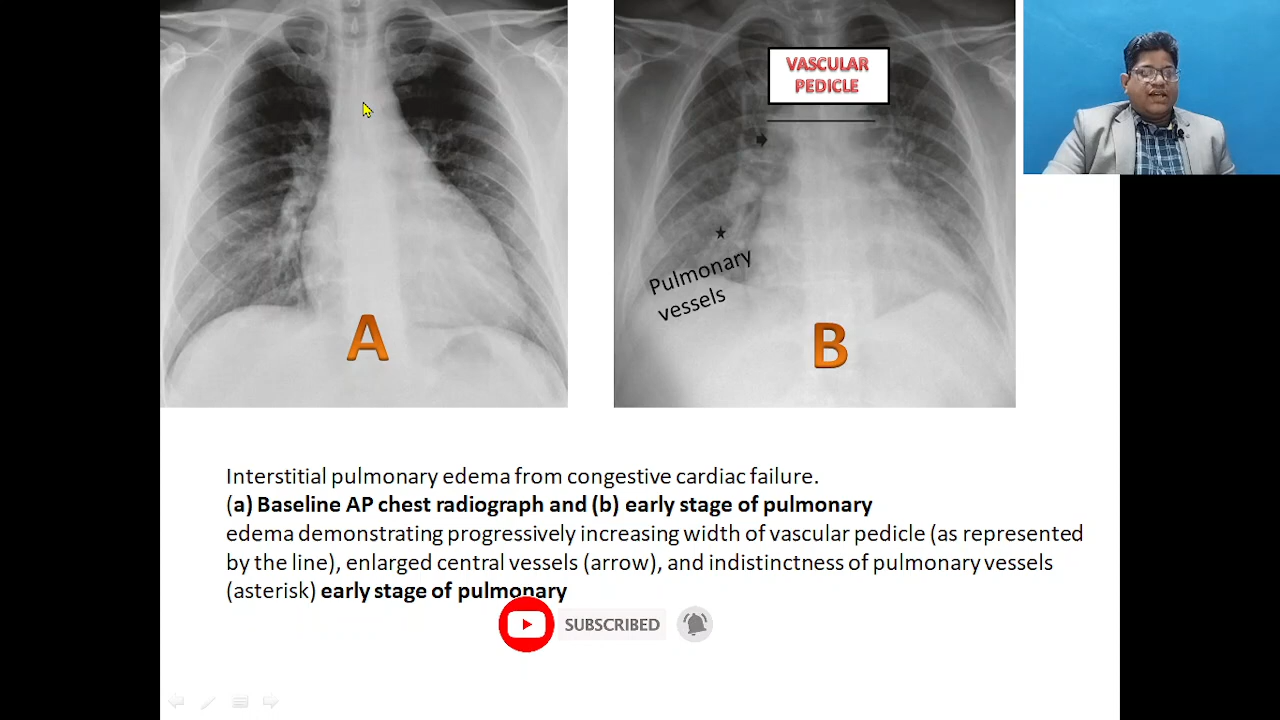 VASCULAR
PEDICLE
Pulmonary
vessels
A
B
Interstitial pulmonary edema from congestive cardiac failure.
(a) Baseline AP chest radiograph and (b) early stage of pulmonary
edema demonstrating progressively increasing width of vascular pedicle (as represented
by the line), enlarged central vessels (arrow), and indistinctness of pulmonary vessels
(asterisk) early stage of pulmonary
SUBSCRIBED